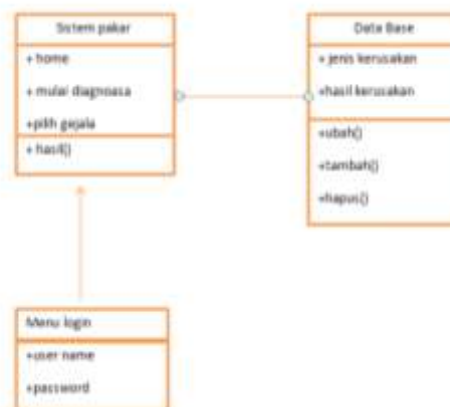 Sistem pakar
+ home
+ mulai diagnoasa
+pilih gejala
+ hasil()
Data Base
+ jenis kerusakan
+hasil kerusakan
+ubah()
+tambah()
+hapus()
Menu login
+user name
+password